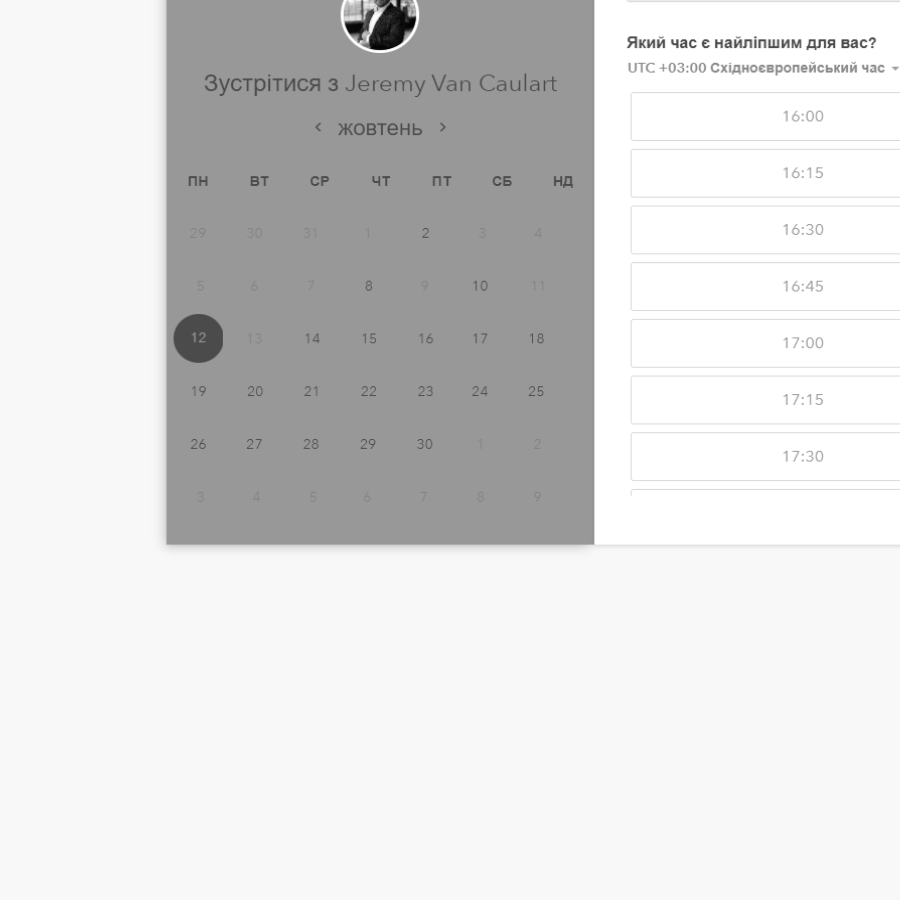 Зустрітися з Jeremy Van Caulart
жовтень
ПН ВТ СР ЧТ ПТ СБ НД
29 30 31 1 2 3 4
5 6 7 8 9 10 11
12 13 14 15 16 17 18
19 20 21 22 23 24 25
26 27 28 29 30 1 2
3 4 5 6 7 8 9
Який час є найліпшим для вас?
UTC +03:00 Східноєвропейський час
16:00
16:15
16:30
16:45
17:00
17:15
17:30